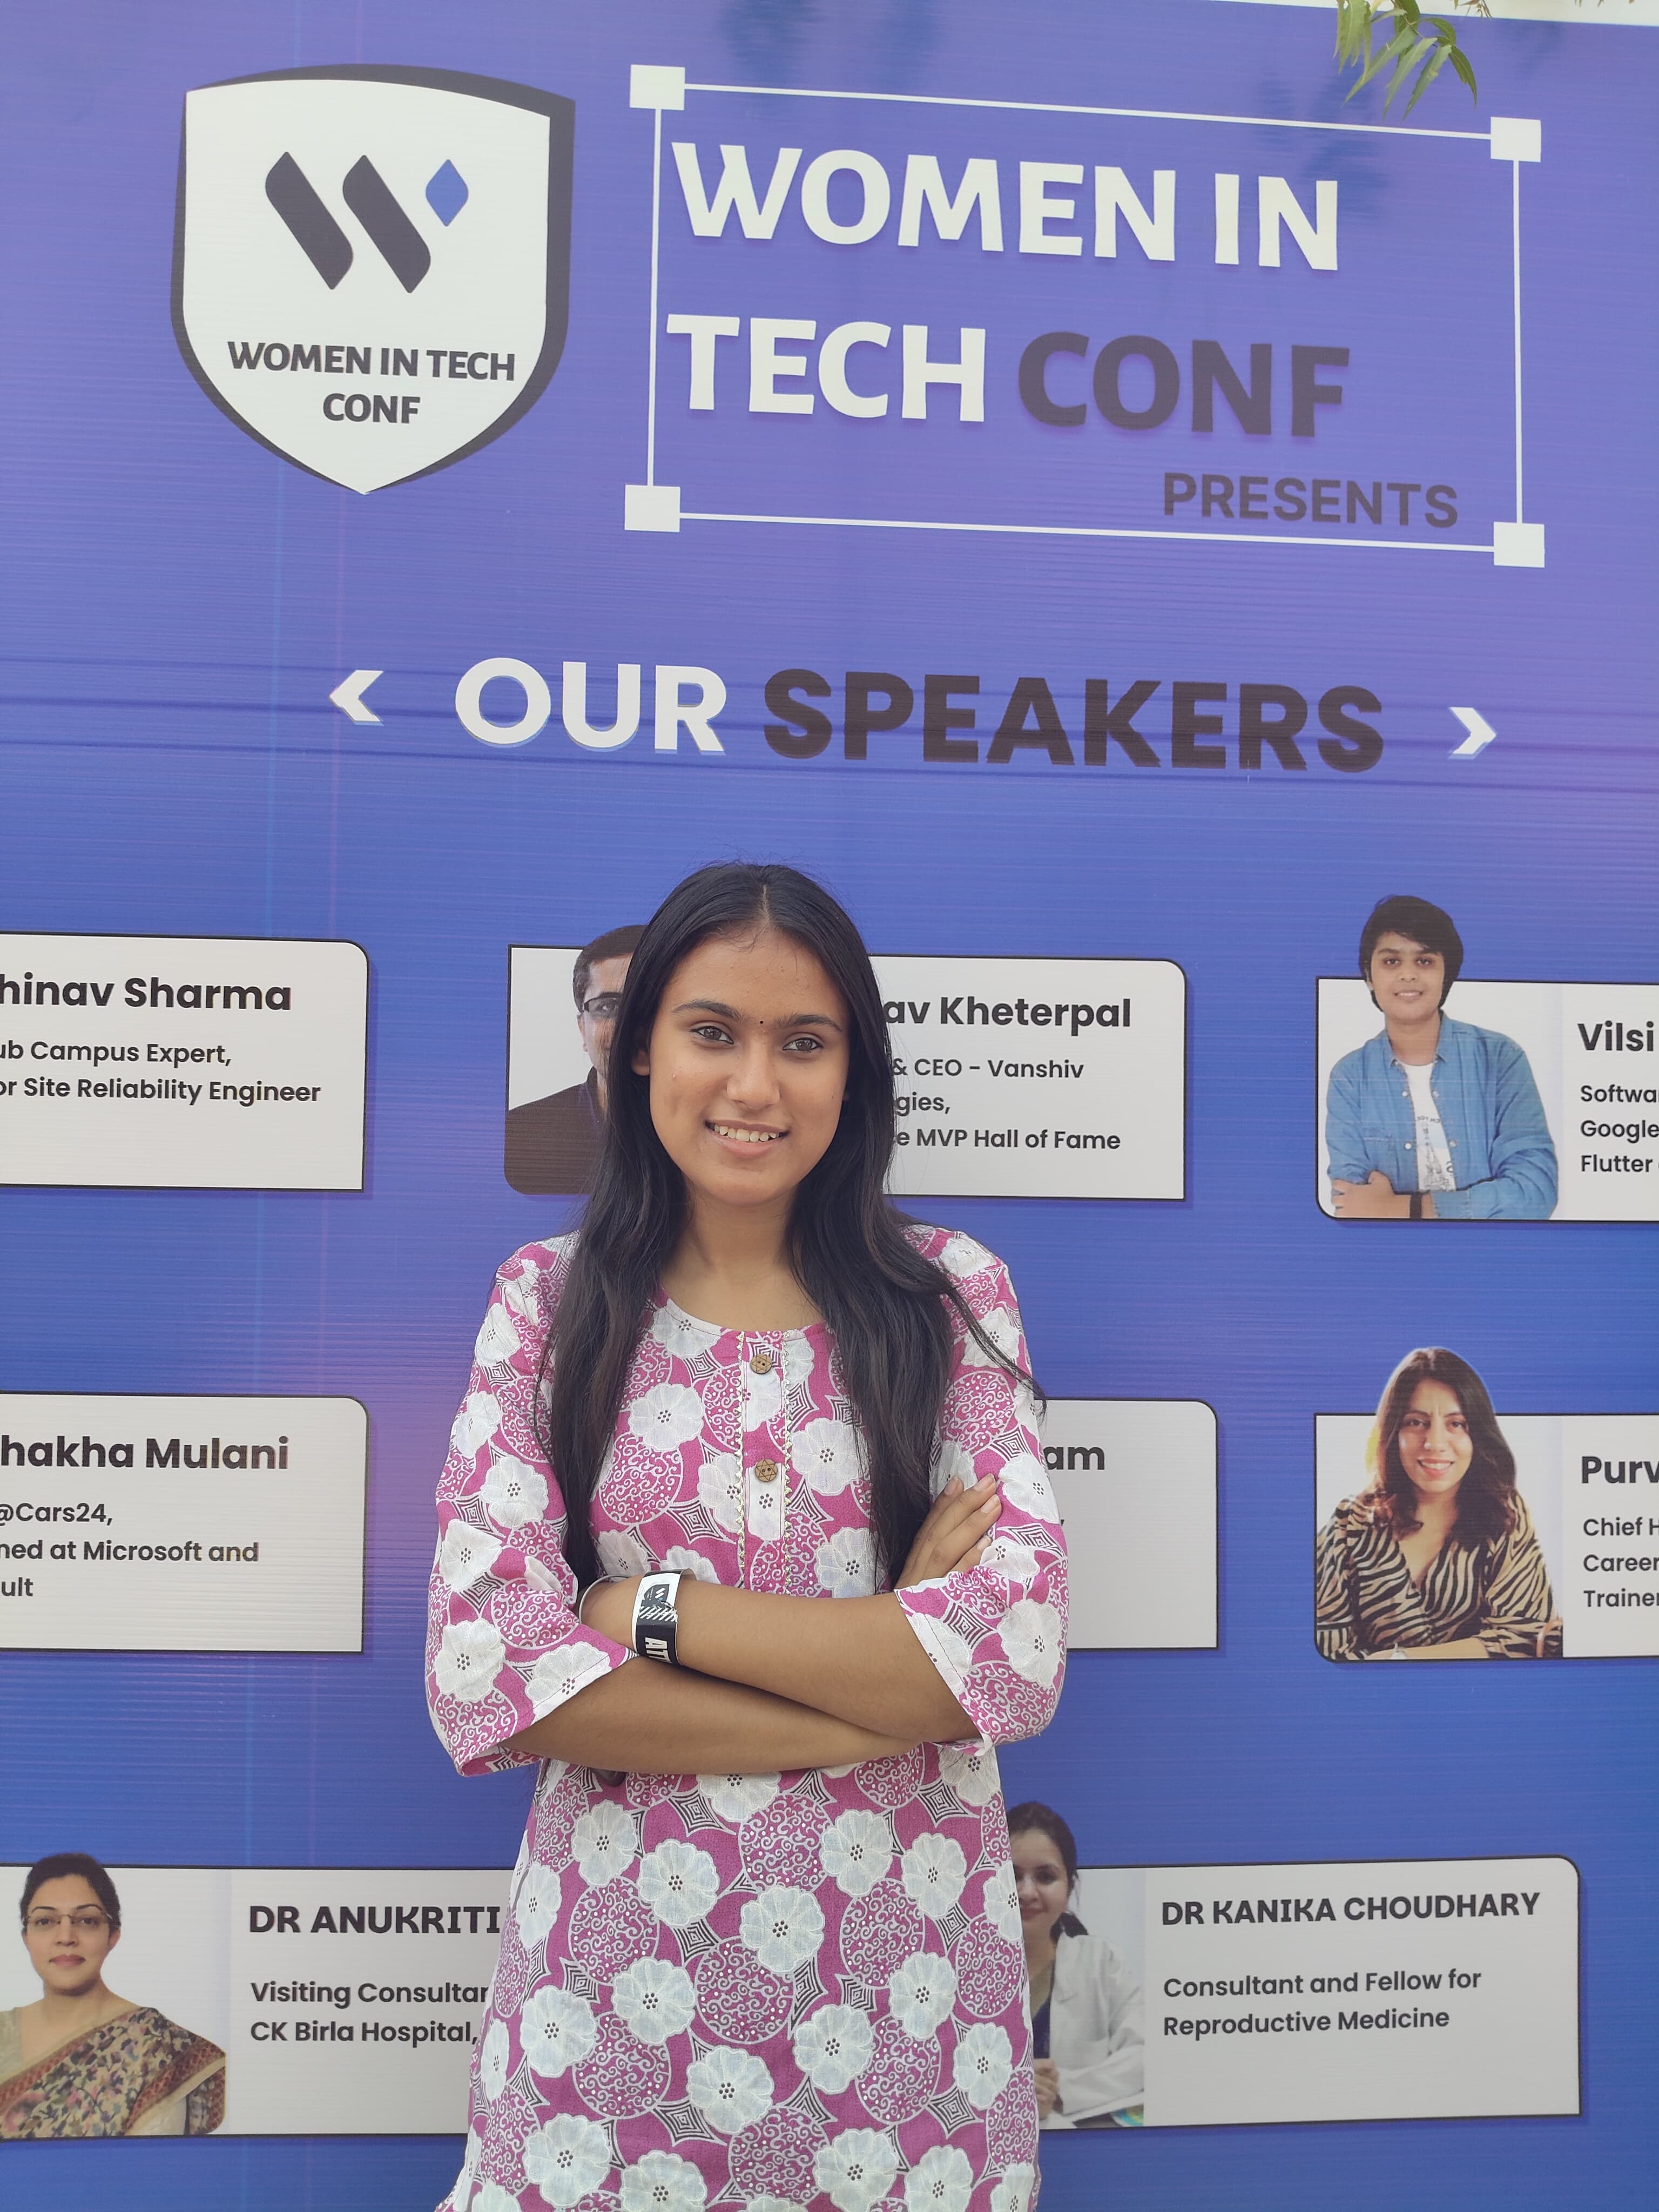 WOMEN IN TECH
CONF
WOMEN IN
TECH CONF
PRESENTS
OUR SPEAKERS
hinav Sharma
ub Campus Expert,
or Site Reliability Engineer
av Kheterpal
& CEO - Vanshiv
gies,
e MVP Hall of Fame
Vilsi
Softwa
Google
Flutter
hakha Mulani
@Cars24,
ned at Microsoft and
ult
am
Purv
Chief H
Career
Trainer
DR ANUKRITI
Visiting Consultan
CK Birla Hospital,
DR KANIKA CHOUDHARY
Consultant and Fellow for
Reproductive Medicine